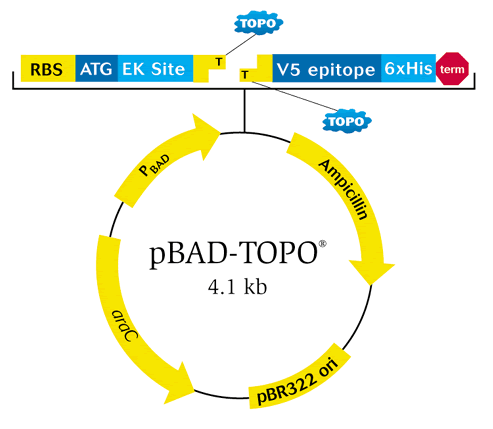 TOPO
RBS ATG EK Site T T V5 epitope 6xHis term
TOPO
P BAD
Ampicillin
pBAD-TOPO®
4.1 kb
araC
pBR322 ori